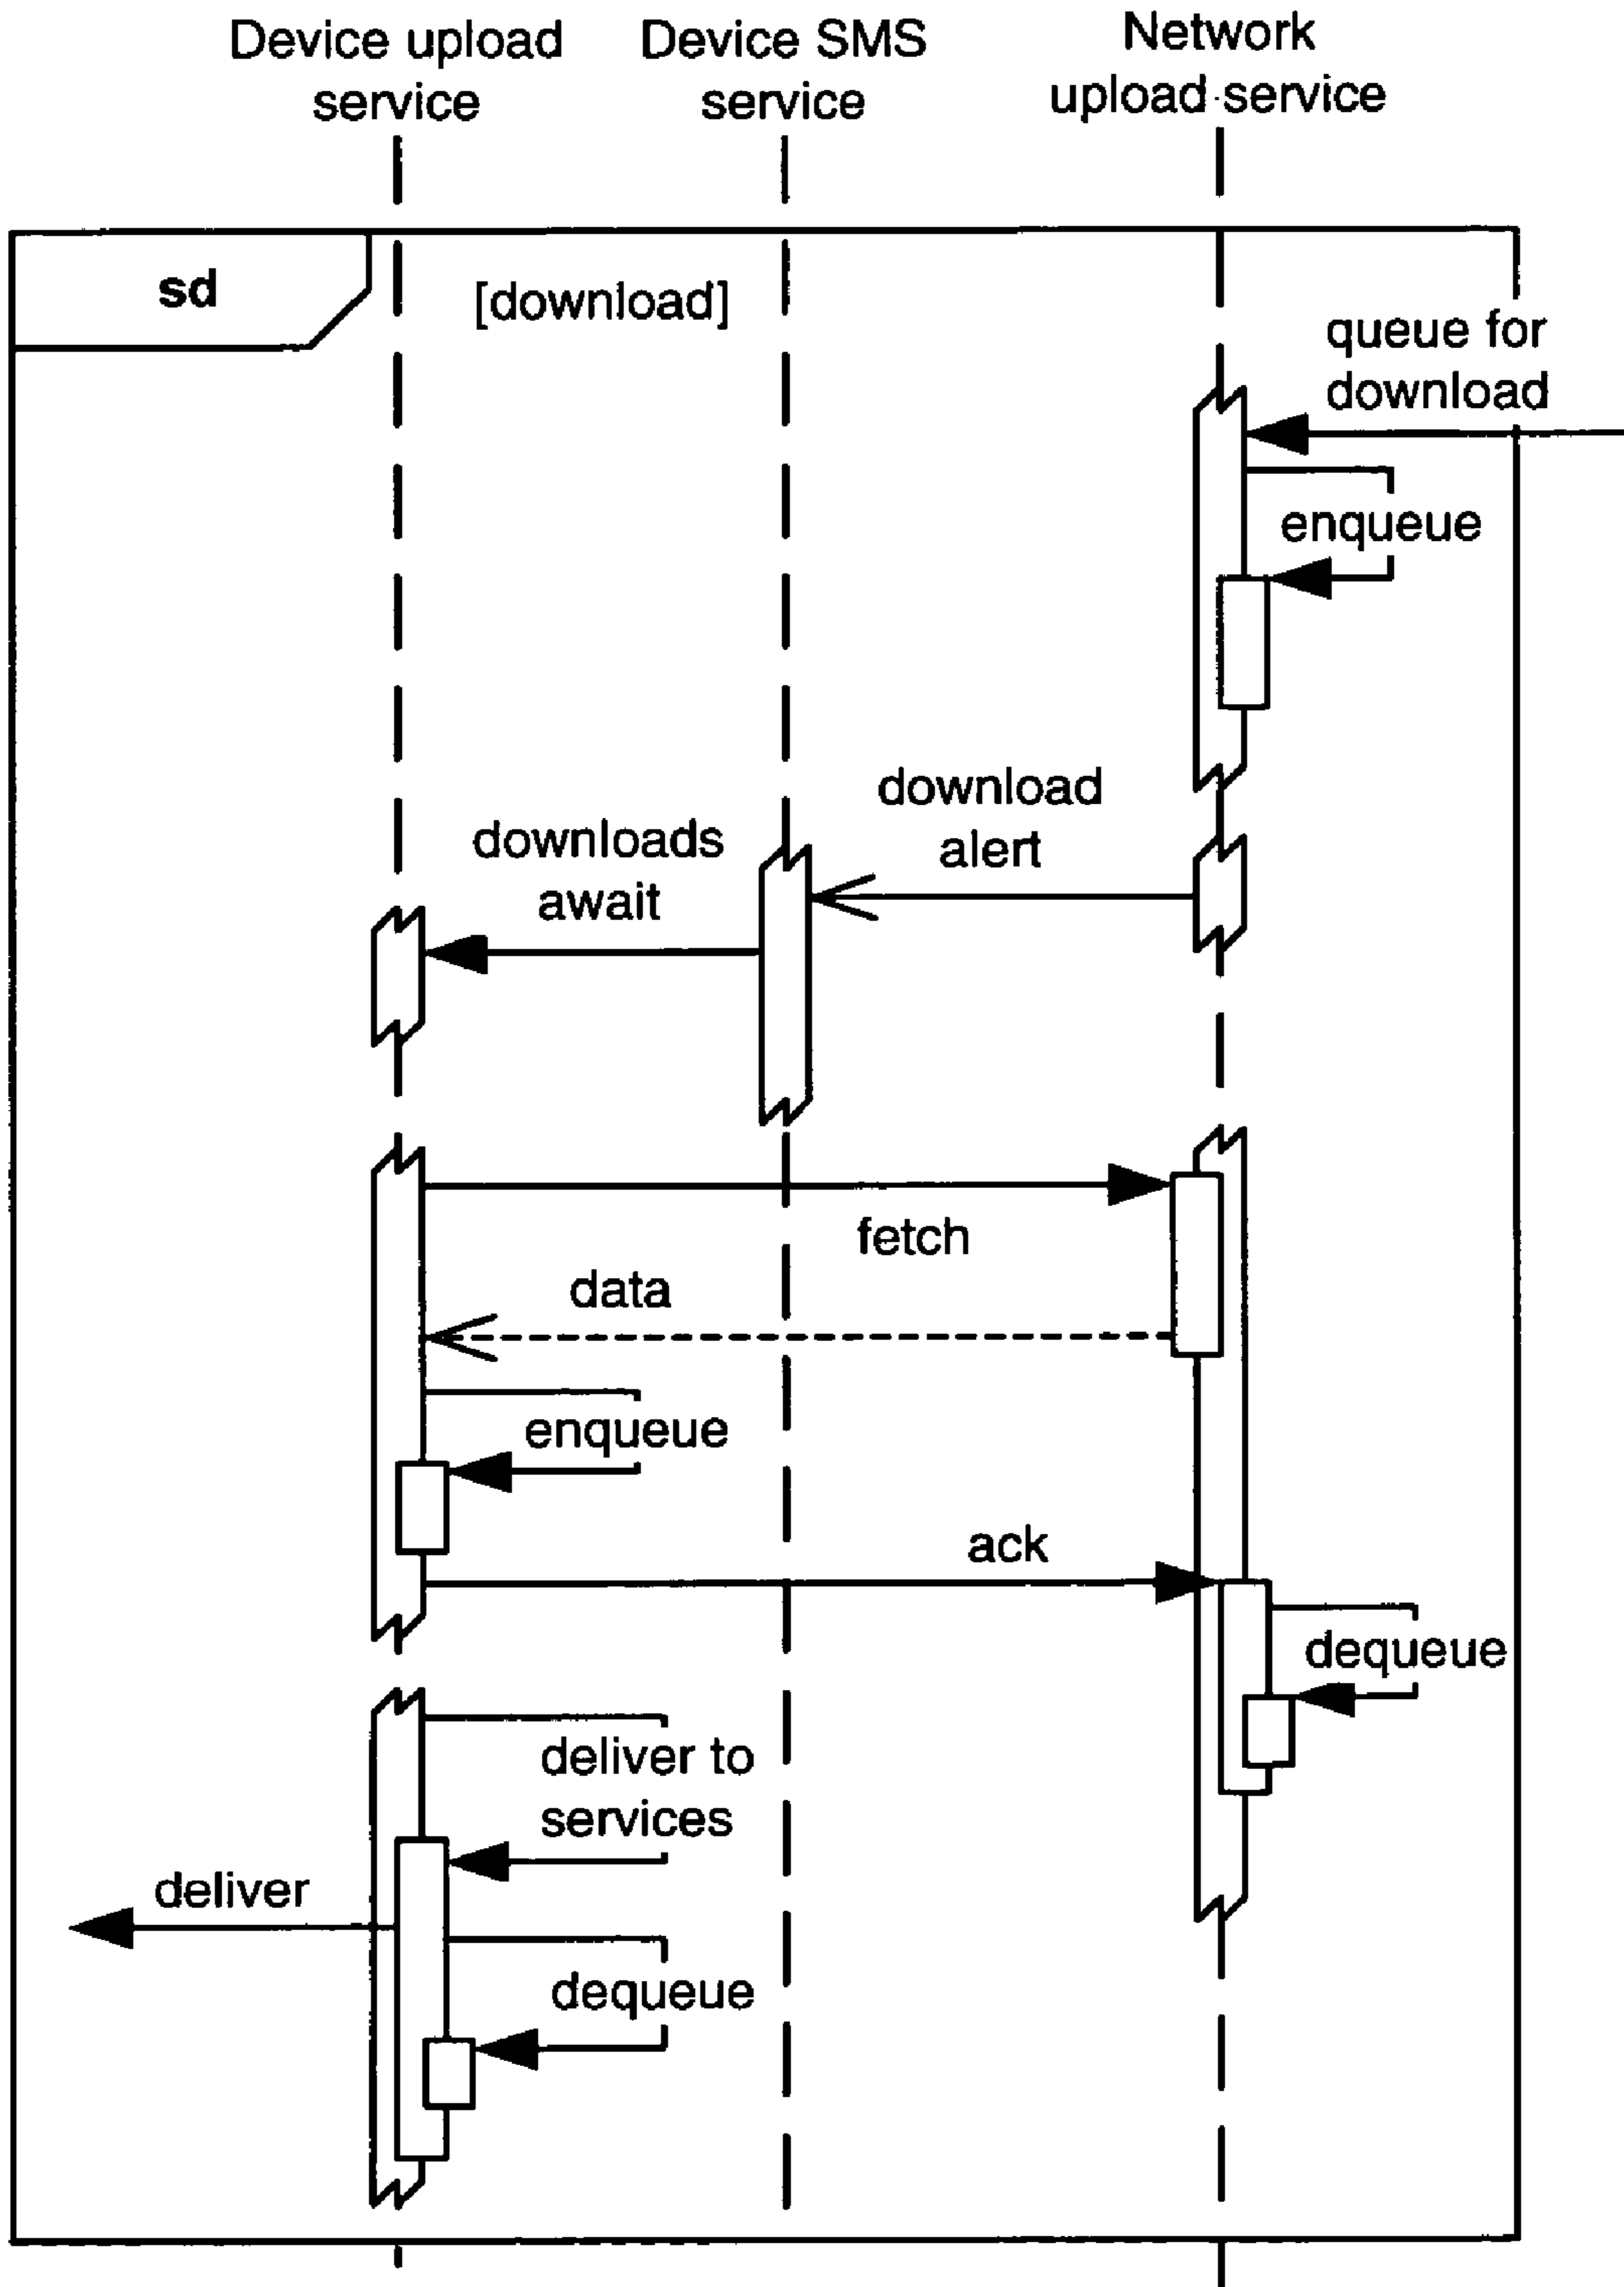 Device upload
service
Device SMS
service
Network
upload service
sd
[download]
queue for
download
enqueue
download
alert
downloads
await
fetch
data
enqueue
ack
dequeue
deliver to
services
deliver
dequeue